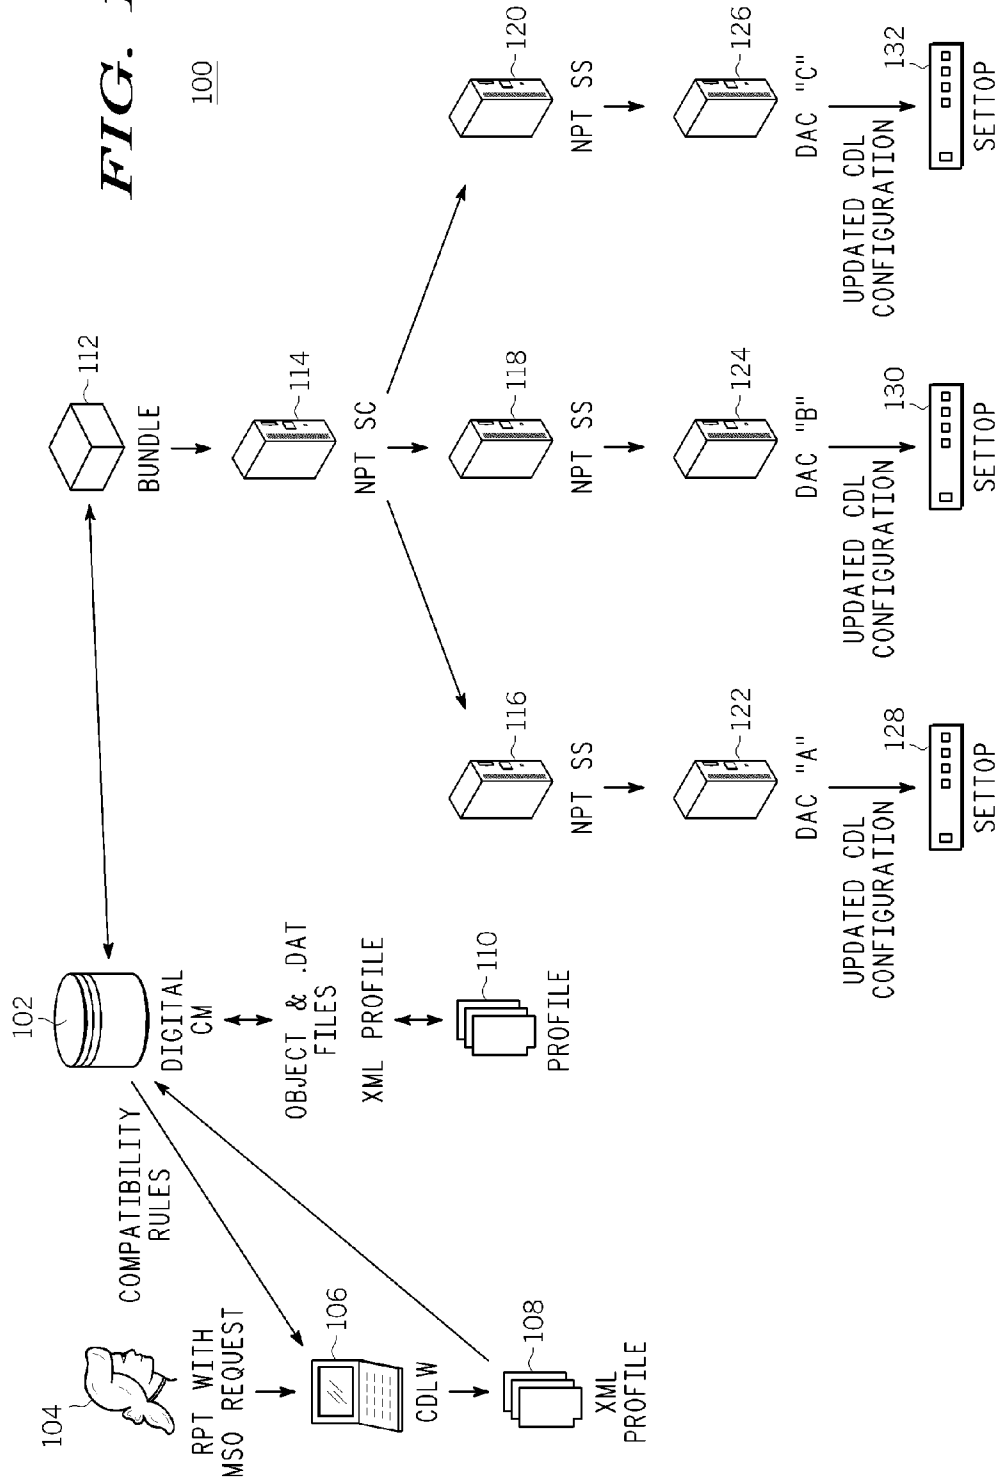 FIG.
100
104
RPT WITH
MSO REQUEST
COMPATIBILITY
RULES
106
CDLW
108
XML
PROFILE
102
DIGITAL
CM
OBJECT & .DAT
FILES
XML PROFILE
110
PROFILE
112
BUNDLE
114
NPT SC
116
NPT SS
118
NPT SS
120
NPT SS
122
DAC "A"
124
DAC "B"
126
DAC "C"
UPDATED CDL
CONFIGURATION
UPDATED CDL
CONFIGURATION
UPDATED CDL
CONFIGURATION
128
SETTOP
130
SETTOP
132
SETTOP